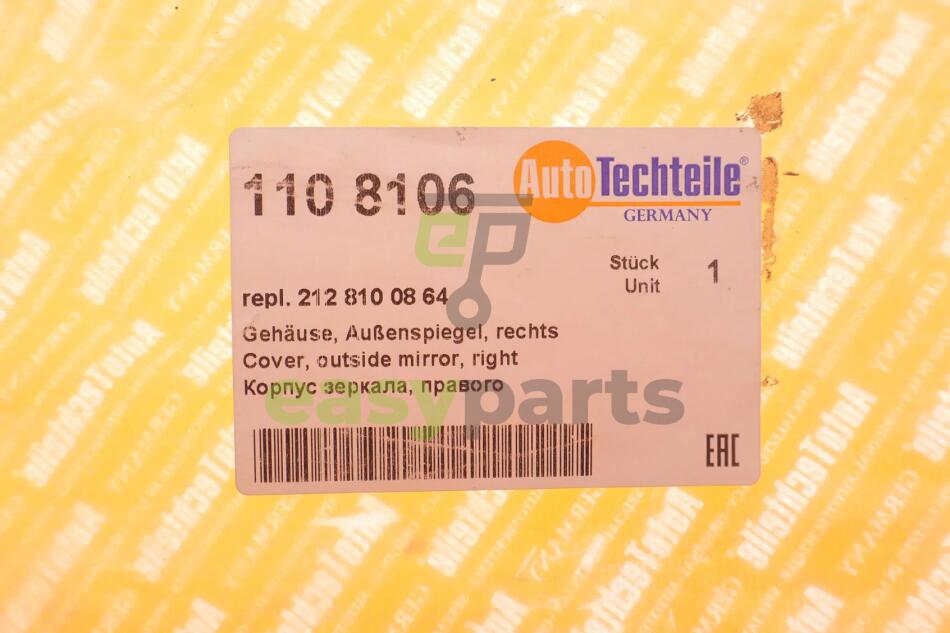 110 8106
AutoTechteile®
GERMANY
Stück 1
Unit
repl. 212 810 08 64
Gehäuse, Außenspiegel, rechts
Cover, outside mirror, right
Корпус зеркала, правого
easyparts
EAC